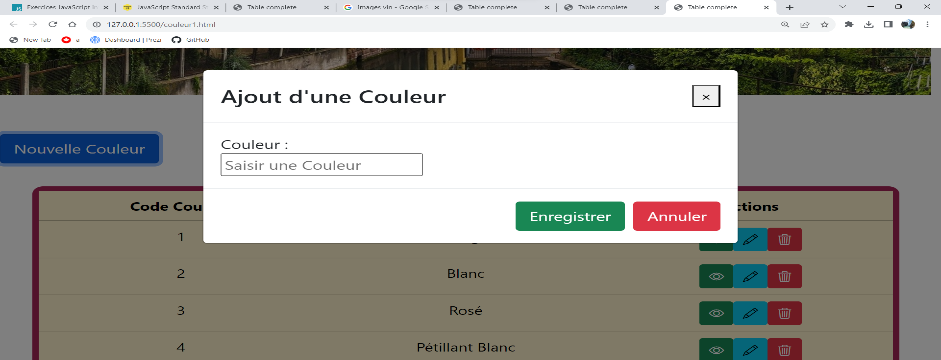 Exercices JavaScript
JavaScript Standard St
Table complete
Images vin - Google S
Table complete
Table complete
Table complete
127.0.0.1:5500/couleur1.html
New Tab
a
Dashboard | Prezi
GitHub
Ajout d'une Couleur
×
Couleur :
Saisir une Couleur
Enregistrer
Annuler
Nouvelle Couleur
Code Cou
ctions
1
2
Blanc
3
Rosé
4
Pétillant Blanc